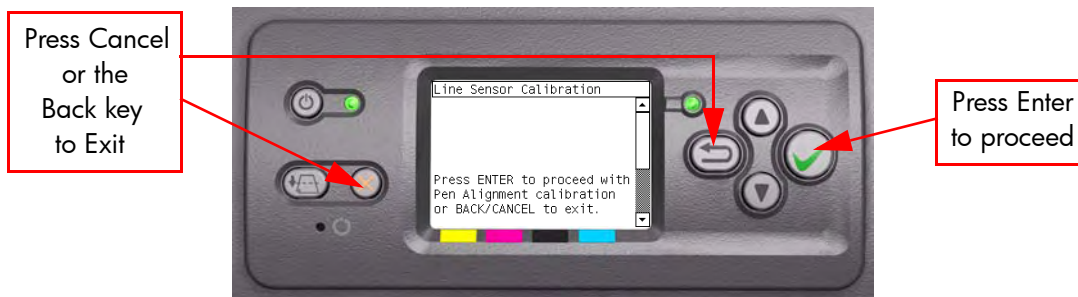 Press Cancel
or the
Back key
to Exit
Line Sensor Calibration
Press ENTER to proceed with
Pen Alignment calibration
or BACK/CANCEL to exit.
Press Enter
to proceed